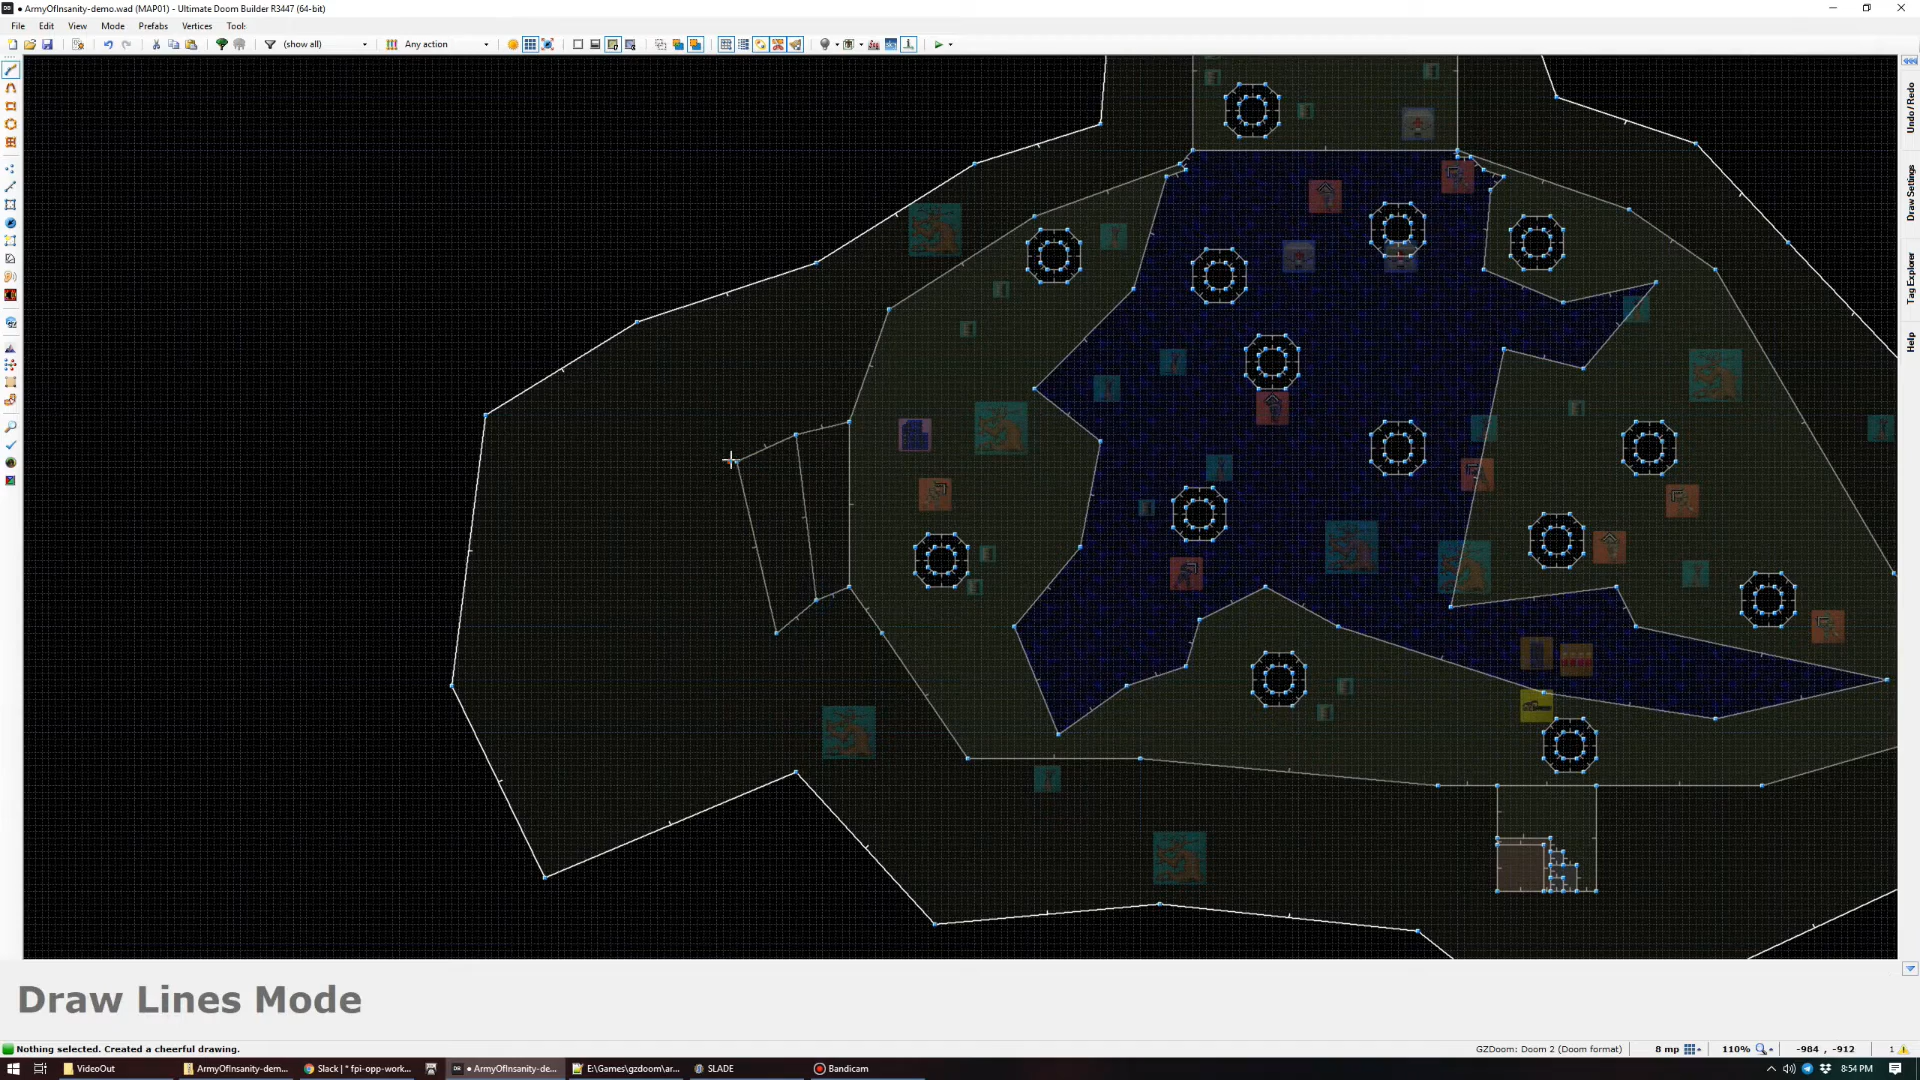 ● ArmyOfInsanity-demo.wad (MAP01) - Ultimate Doom Builder R3447 (64-bit)
File Edit View Mode Prefabs Vertices Tools
(show all)
Any action
Undo/Redo
Draw Settings
Tag Explorer
Help
Draw Lines Mode
Nothing selected. Created a cheerful drawing.
GZDoom: Doom 2 (Doom format)
8 mp
110%
-984 , -912
1
VideoOut
ArmyOfInsanity-dem...
Slack | * fpi-opp-work...
● ArmyOfInsanity-de...
E:\Games\gzdoom\ar...
SLADE
Bandicam
8:54 PM